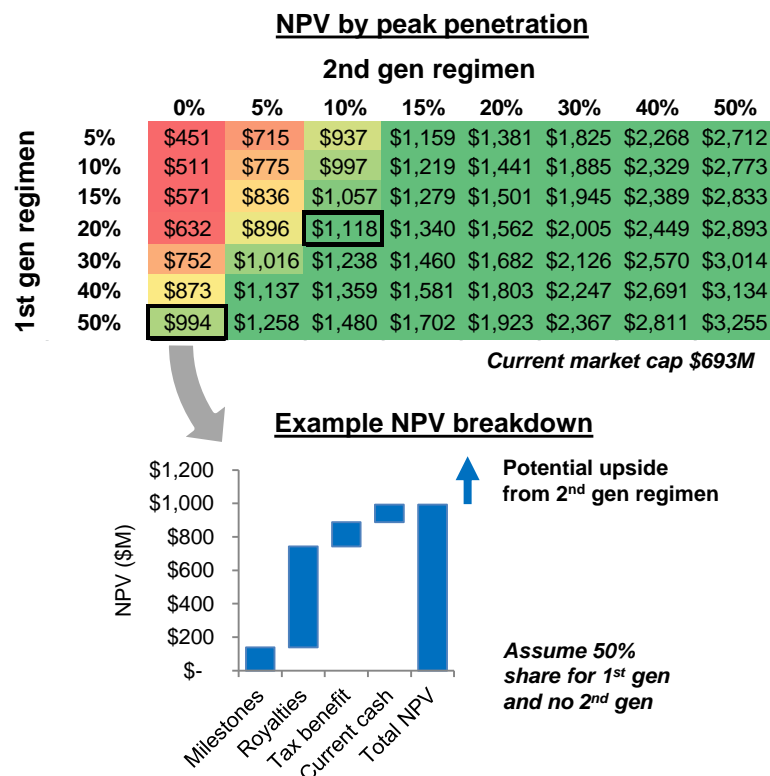 NPV by peak penetration
2nd gen regimen
0% 5% 10% 15% 20% 30% 40% 50%
1st gen regimen
5% $451 $715 $937 $1,159 $1,381 $1,825 $2,268 $2,712
10% $511 $775 $997 $1,219 $1,441 $1,885 $2,329 $2,773
15% $571 $836 $1,057 $1,279 $1,501 $1,945 $2,389 $2,833
20% $632 $896 $1,118 $1,340 $1,562 $2,005 $2,449 $2,893
30% $752 $1,016 $1,238 $1,460 $1,682 $2,126 $2,570 $3,014
40% $873 $1,137 $1,359 $1,581 $1,803 $2,247 $2,691 $3,134
50% $994 $1,258 $1,480 $1,702 $1,923 $2,367 $2,811 $3,255
Current market cap $693M
Example NPV breakdown
NPV ($M)
$1,200
$1,000
$800
$600
$400
$200
$-
Milestones
Royalties
Tax benefit
Current cash
Total NPV
Potential upside
from 2nd gen regimen
Assume 50%
share for 1st gen
and no 2nd gen